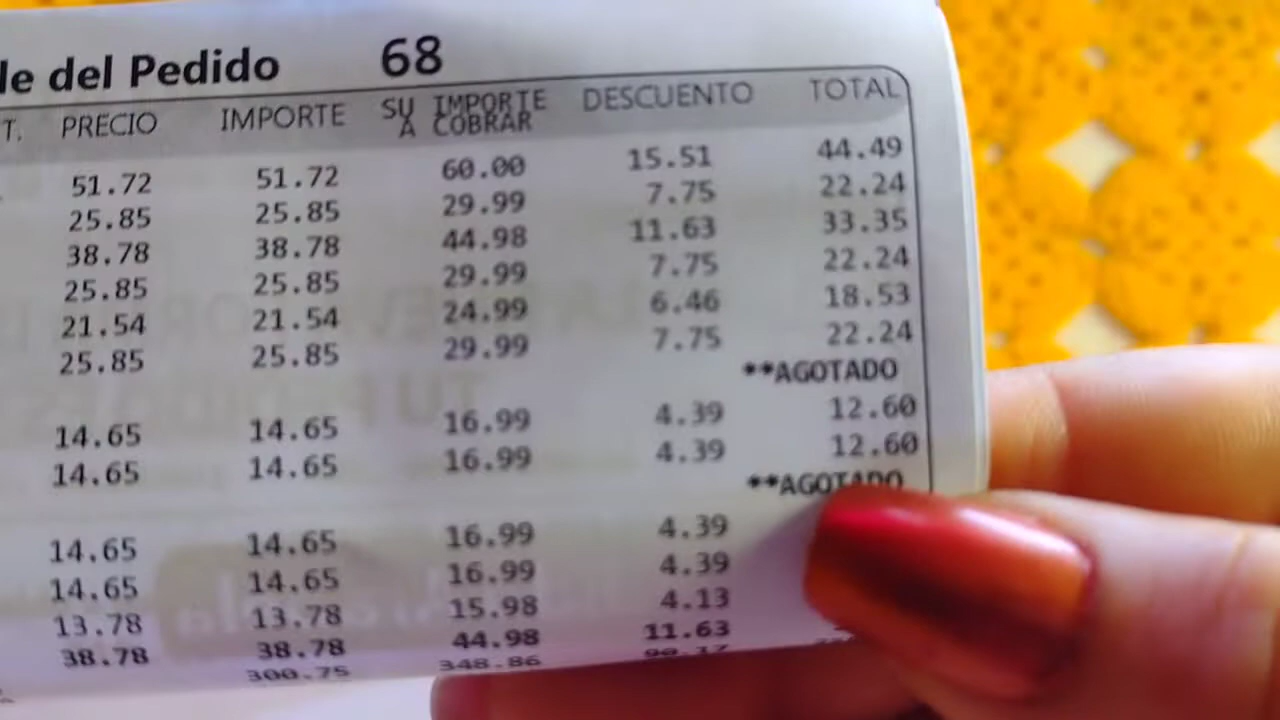 le del Pedido 68
T. PRECIO IMPORTE SU IMPORTE A COBRAR DESCUENTO TOTAL
51.72 51.72 60.00 15.51 44.49
25.85 25.85 29.99 7.75 22.24
38.78 38.78 44.98 11.63 33.35
25.85 25.85 29.99 7.75 22.24
21.54 21.54 24.99 6.46 18.53
25.85 25.85 29.99 7.75 22.24
**AGOTADO
14.65 14.65 16.99 4.39 12.60
14.65 14.65 16.99 4.39 12.60
**AGOTADO
14.65 14.65 16.99 4.39
14.65 14.65 16.99 4.39
13.78 13.78 15.98 4.13
38.78 38.78 44.98 11.63
300.75 348.86 90.17